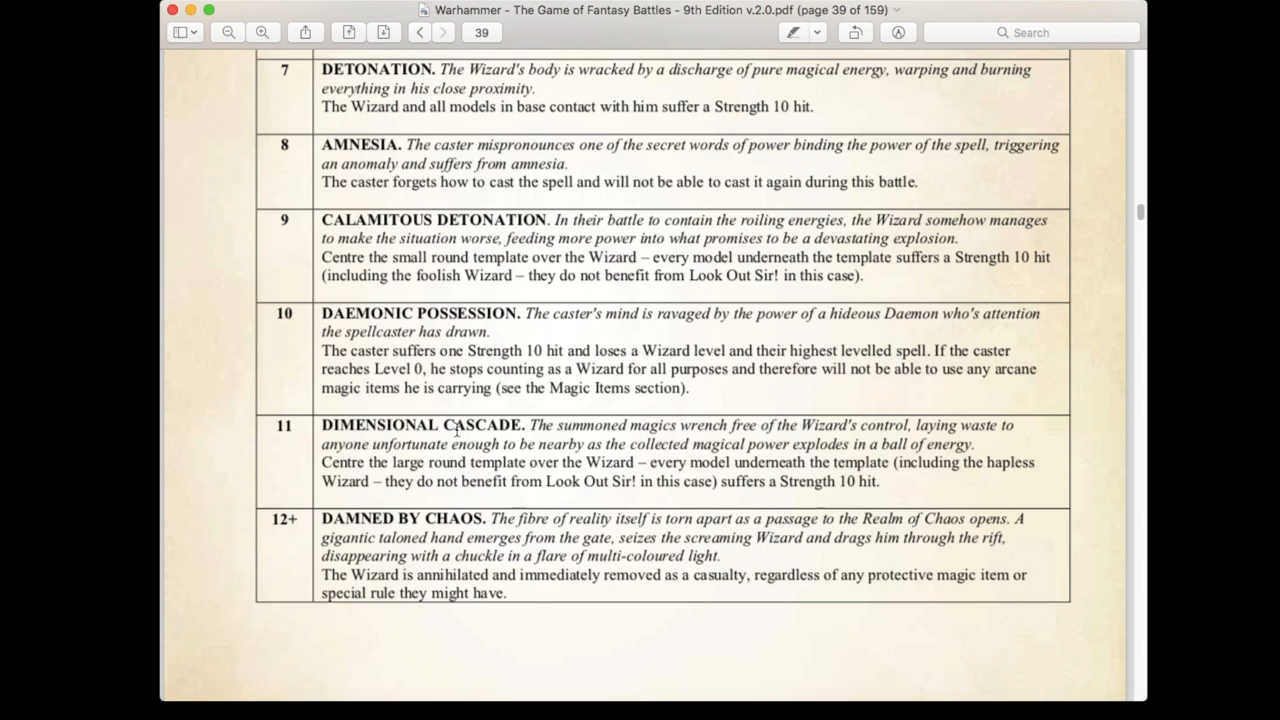 Warhammer - The Game of Fantasy Battles - 9th Edition v.2.0.pdf (page 39 of 159)
39
Search
7
DETONATION. The Wizard's body is wracked by a discharge of pure magical energy, warping and burning
everything in his close proximity.
The Wizard and all models in base contact with him suffer a Strength 10 hit.
8
AMNESIA. The caster mispronounces one of the secret words of power binding the power of the spell, triggering
an anomaly and suffers from amnesia.
The caster forgets how to cast the spell and will not be able to cast it again during this battle.
9
CALAMITOUS DETONATION. In their battle to contain the roiling energies, the Wizard somehow manages
to make the situation worse, feeding more power into what promises to be a devastating explosion.
Centre the small round template over the Wizard – every model underneath the template suffers a Strength 10 hit
(including the foolish Wizard – they do not benefit from Look Out Sir! in this case).
10
DAEMONIC POSSESSION. The caster's mind is ravaged by the power of a hideous Daemon who's attention
the spellcaster has drawn.
The caster suffers one Strength 10 hit and loses a Wizard level and their highest levelled spell. If the caster
reaches Level 0, he stops counting as a Wizard for all purposes and therefore will not be able to use any arcane
magic items he is carrying (see the Magic Items section).
11
DIMENSIONAL CASCADE. The summoned magics wrench free of the Wizard's control, laying waste to
anyone unfortunate enough to be nearby as the collected magical power explodes in a ball of energy.
Centre the large round template over the Wizard – every model underneath the template (including the hapless
Wizard – they do not benefit from Look Out Sir! in this case) suffers a Strength 10 hit.
12+
DAMNED BY CHAOS. The fibre of reality itself is torn apart as a passage to the Realm of Chaos opens. A
gigantic taloned hand emerges from the gate, seizes the screaming Wizard and drags him through the rift,
disappearing with a chuckle in a flare of multi-coloured light.
The Wizard is annihilated and immediately removed as a casualty, regardless of any protective magic item or
special rule they might have.